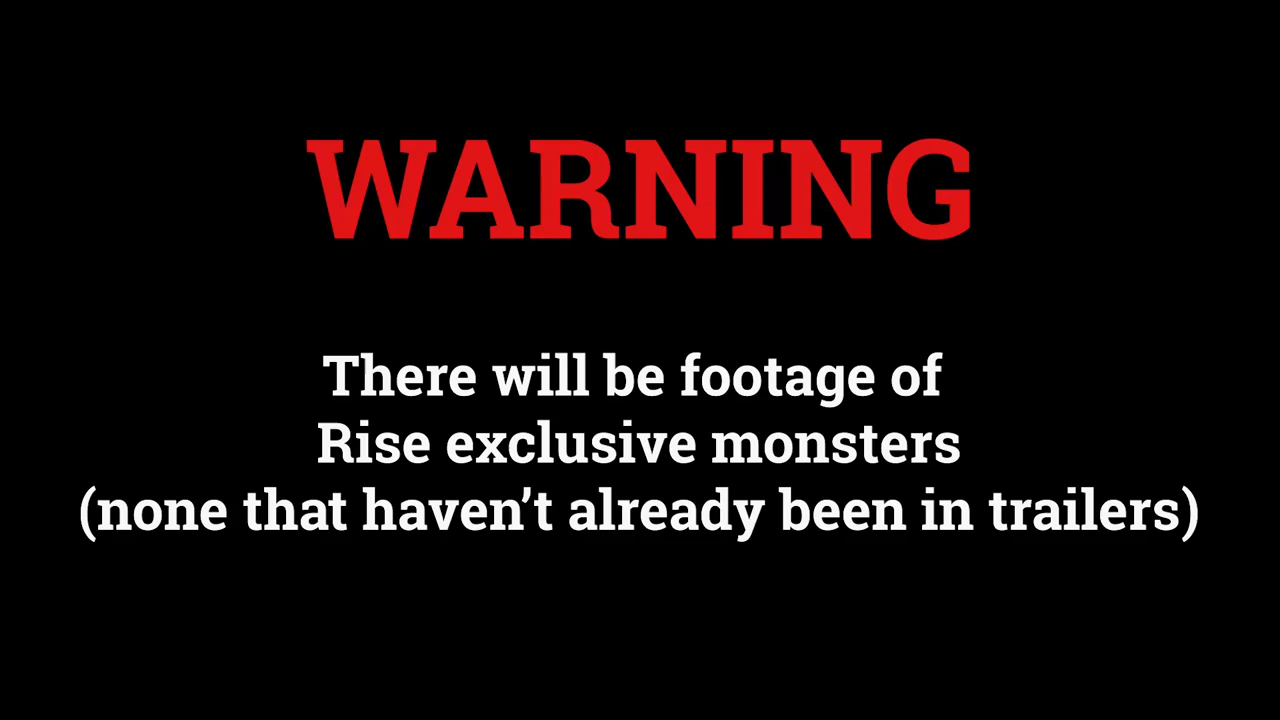 WARNING
There will be footage of
Rise exclusive monsters
(none that haven’t already been in trailers)